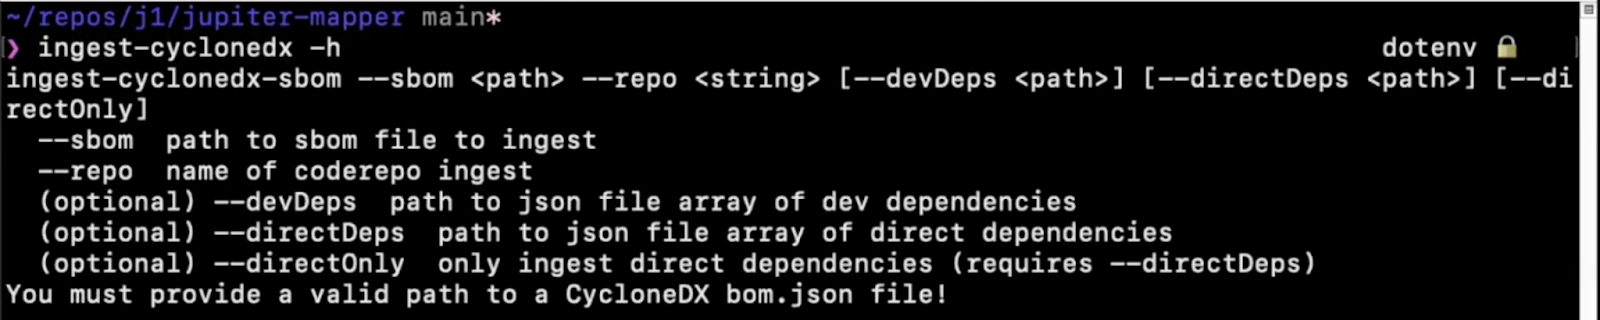 ~/repos/j1/jupiter-mapper main*
❯ ingest-cyclonedx -h dotenv 🔒
ingest-cyclonedx-sbom --sbom <path> --repo <string> [--devDeps <path>] [--directDeps <path>] [--di
rectOnly]
--sbom path to sbom file to ingest
--repo name of coderepo ingest
(optional) --devDeps path to json file array of dev dependencies
(optional) --directDeps path to json file array of direct dependencies
(optional) --directOnly only ingest direct dependencies (requires --directDeps)
You must provide a valid path to a CycloneDX bom.json file!